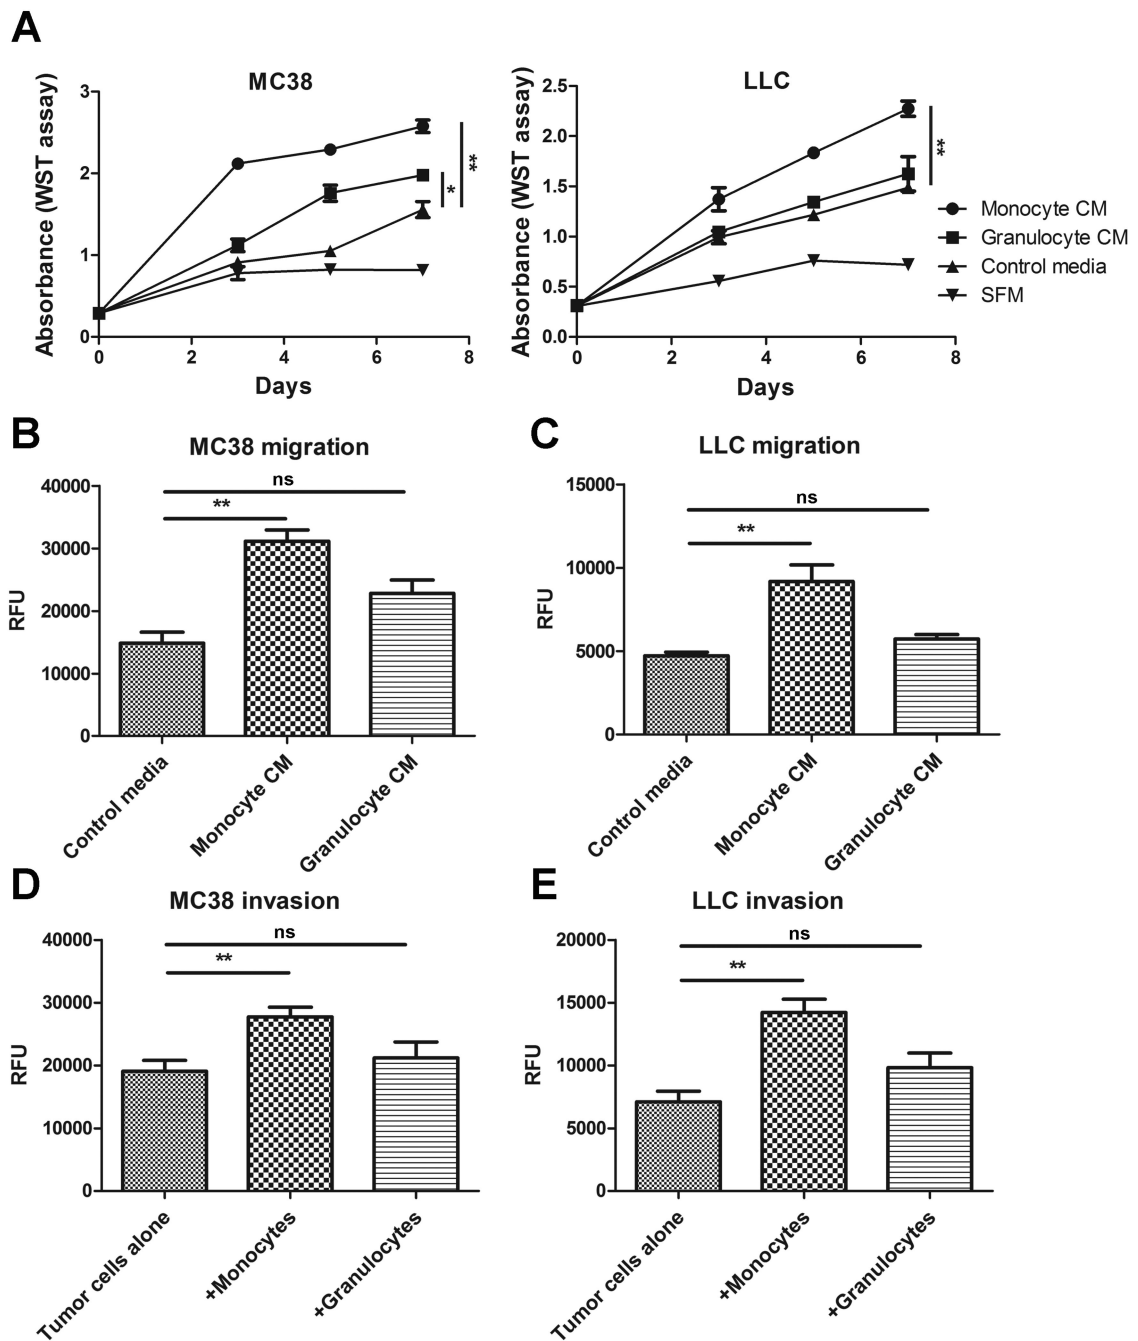 A
MC38
Absorbance (WST assay)
3
2
1
0
0 2 4 6 8
Days
**
*
LLC
Absorbance (WST assay)
2.5
2.0
1.5
1.0
0.5
0.0
0 2 4 6 8
Days
**
Monocyte CM
Granulocyte CM
Control media
SFM
B
MC38 migration
RFU
40000
30000
20000
10000
0
ns
**
Control media
Monocyte CM
Granulocyte CM
C
LLC migration
RFU
15000
10000
5000
0
ns
**
Control media
Monocyte CM
Granulocyte CM
D
MC38 invasion
RFU
40000
30000
20000
10000
0
ns
**
Tumor cells alone
+Monocytes
+Granulocytes
E
LLC invasion
RFU
20000
15000
10000
5000
0
ns
**
Tumor cells alone
+Monocytes
+Granulocytes